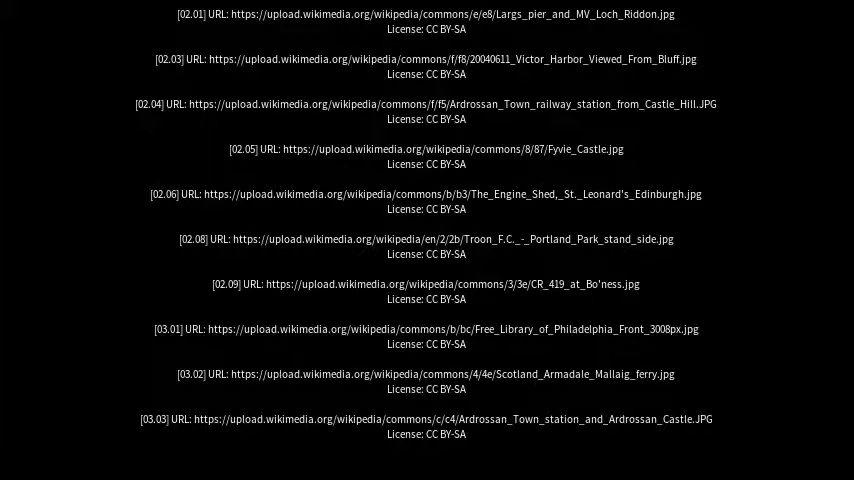 [02.01] URL: https://upload.wikimedia.org/wikipedia/commons/e/e8/Largs_pier_and_MV_Loch_Riddon.jpg
License: CC BY-SA
[02.03] URL: https://upload.wikimedia.org/wikipedia/commons/f/f8/20040611_Victor_Harbor_Viewed_From_Bluff.jpg
License: CC BY-SA
[02.04] URL: https://upload.wikimedia.org/wikipedia/commons/f/f5/Ardrossan_Town_railway_station_from_Castle_Hill.JPG
License: CC BY-SA
[02.05] URL: https://upload.wikimedia.org/wikipedia/commons/8/87/Fyvie_Castle.jpg
License: CC BY-SA
[02.06] URL: https://upload.wikimedia.org/wikipedia/commons/b/b3/The_Engine_Shed,_St._Leonard's_Edinburgh.jpg
License: CC BY-SA
[02.08] URL: https://upload.wikimedia.org/wikipedia/en/2/2b/Troon_F.C._-_Portland_Park_stand_side.jpg
License: CC BY-SA
[02.09] URL: https://upload.wikimedia.org/wikipedia/commons/3/3e/CR_419_at_Bo'ness.jpg
License: CC BY-SA
[03.01] URL: https://upload.wikimedia.org/wikipedia/commons/b/bc/Free_Library_of_Philadelphia_Front_3008px.jpg
License: CC BY-SA
[03.02] URL: https://upload.wikimedia.org/wikipedia/commons/4/4e/Scotland_Armadale_Mallaig_ferry.jpg
License: CC BY-SA
[03.03] URL: https://upload.wikimedia.org/wikipedia/commons/c/c4/Ardrossan_Town_station_and_Ardrossan_Castle.JPG
License: CC BY-SA